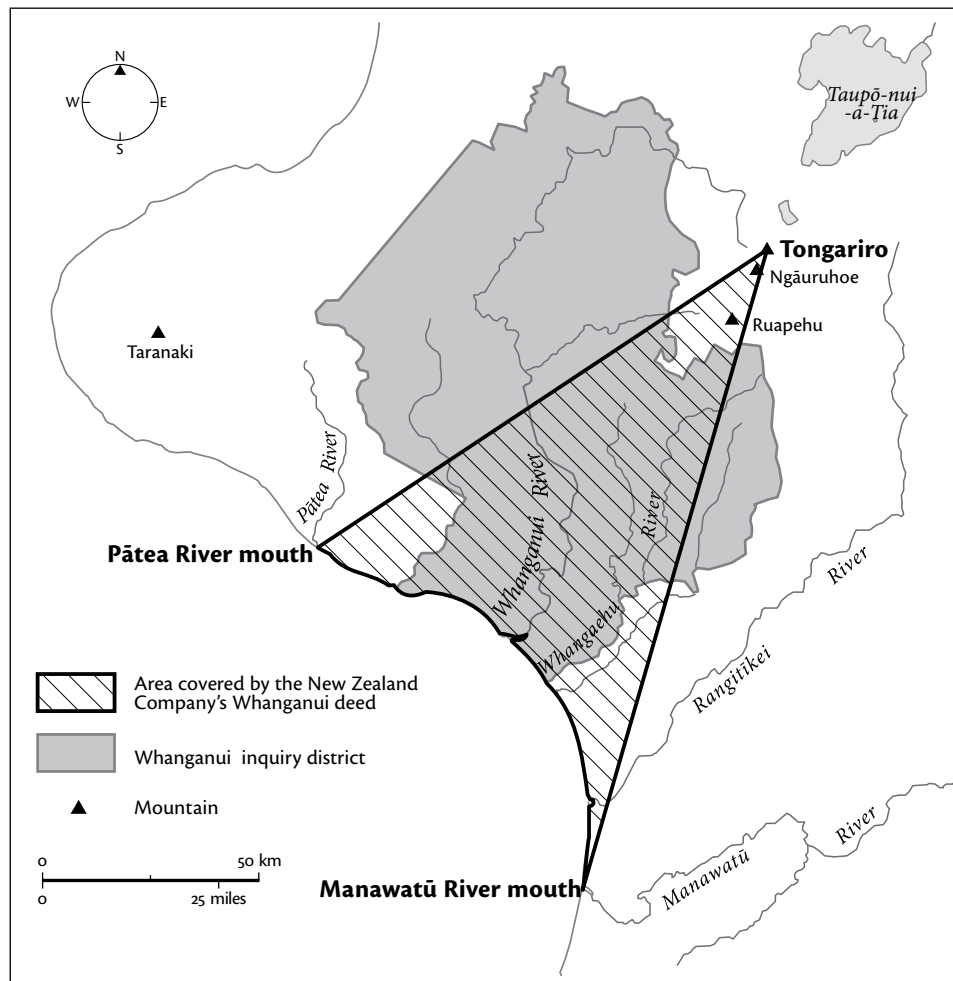 N
W
E
S
Taupō-nui
-a-Tia
Tongariro
Ngāuruhoe
Ruapehu
Taranaki
Pātea River
Pātea River mouth
Whanganui River
River
Whangaehu
River
Rangitīkei
Area covered by the New Zealand
Company's Whanganui deed
Whanganui inquiry district
Mountain
0
50 km
0
25 miles
Manawatū River mouth
Manawatū
River